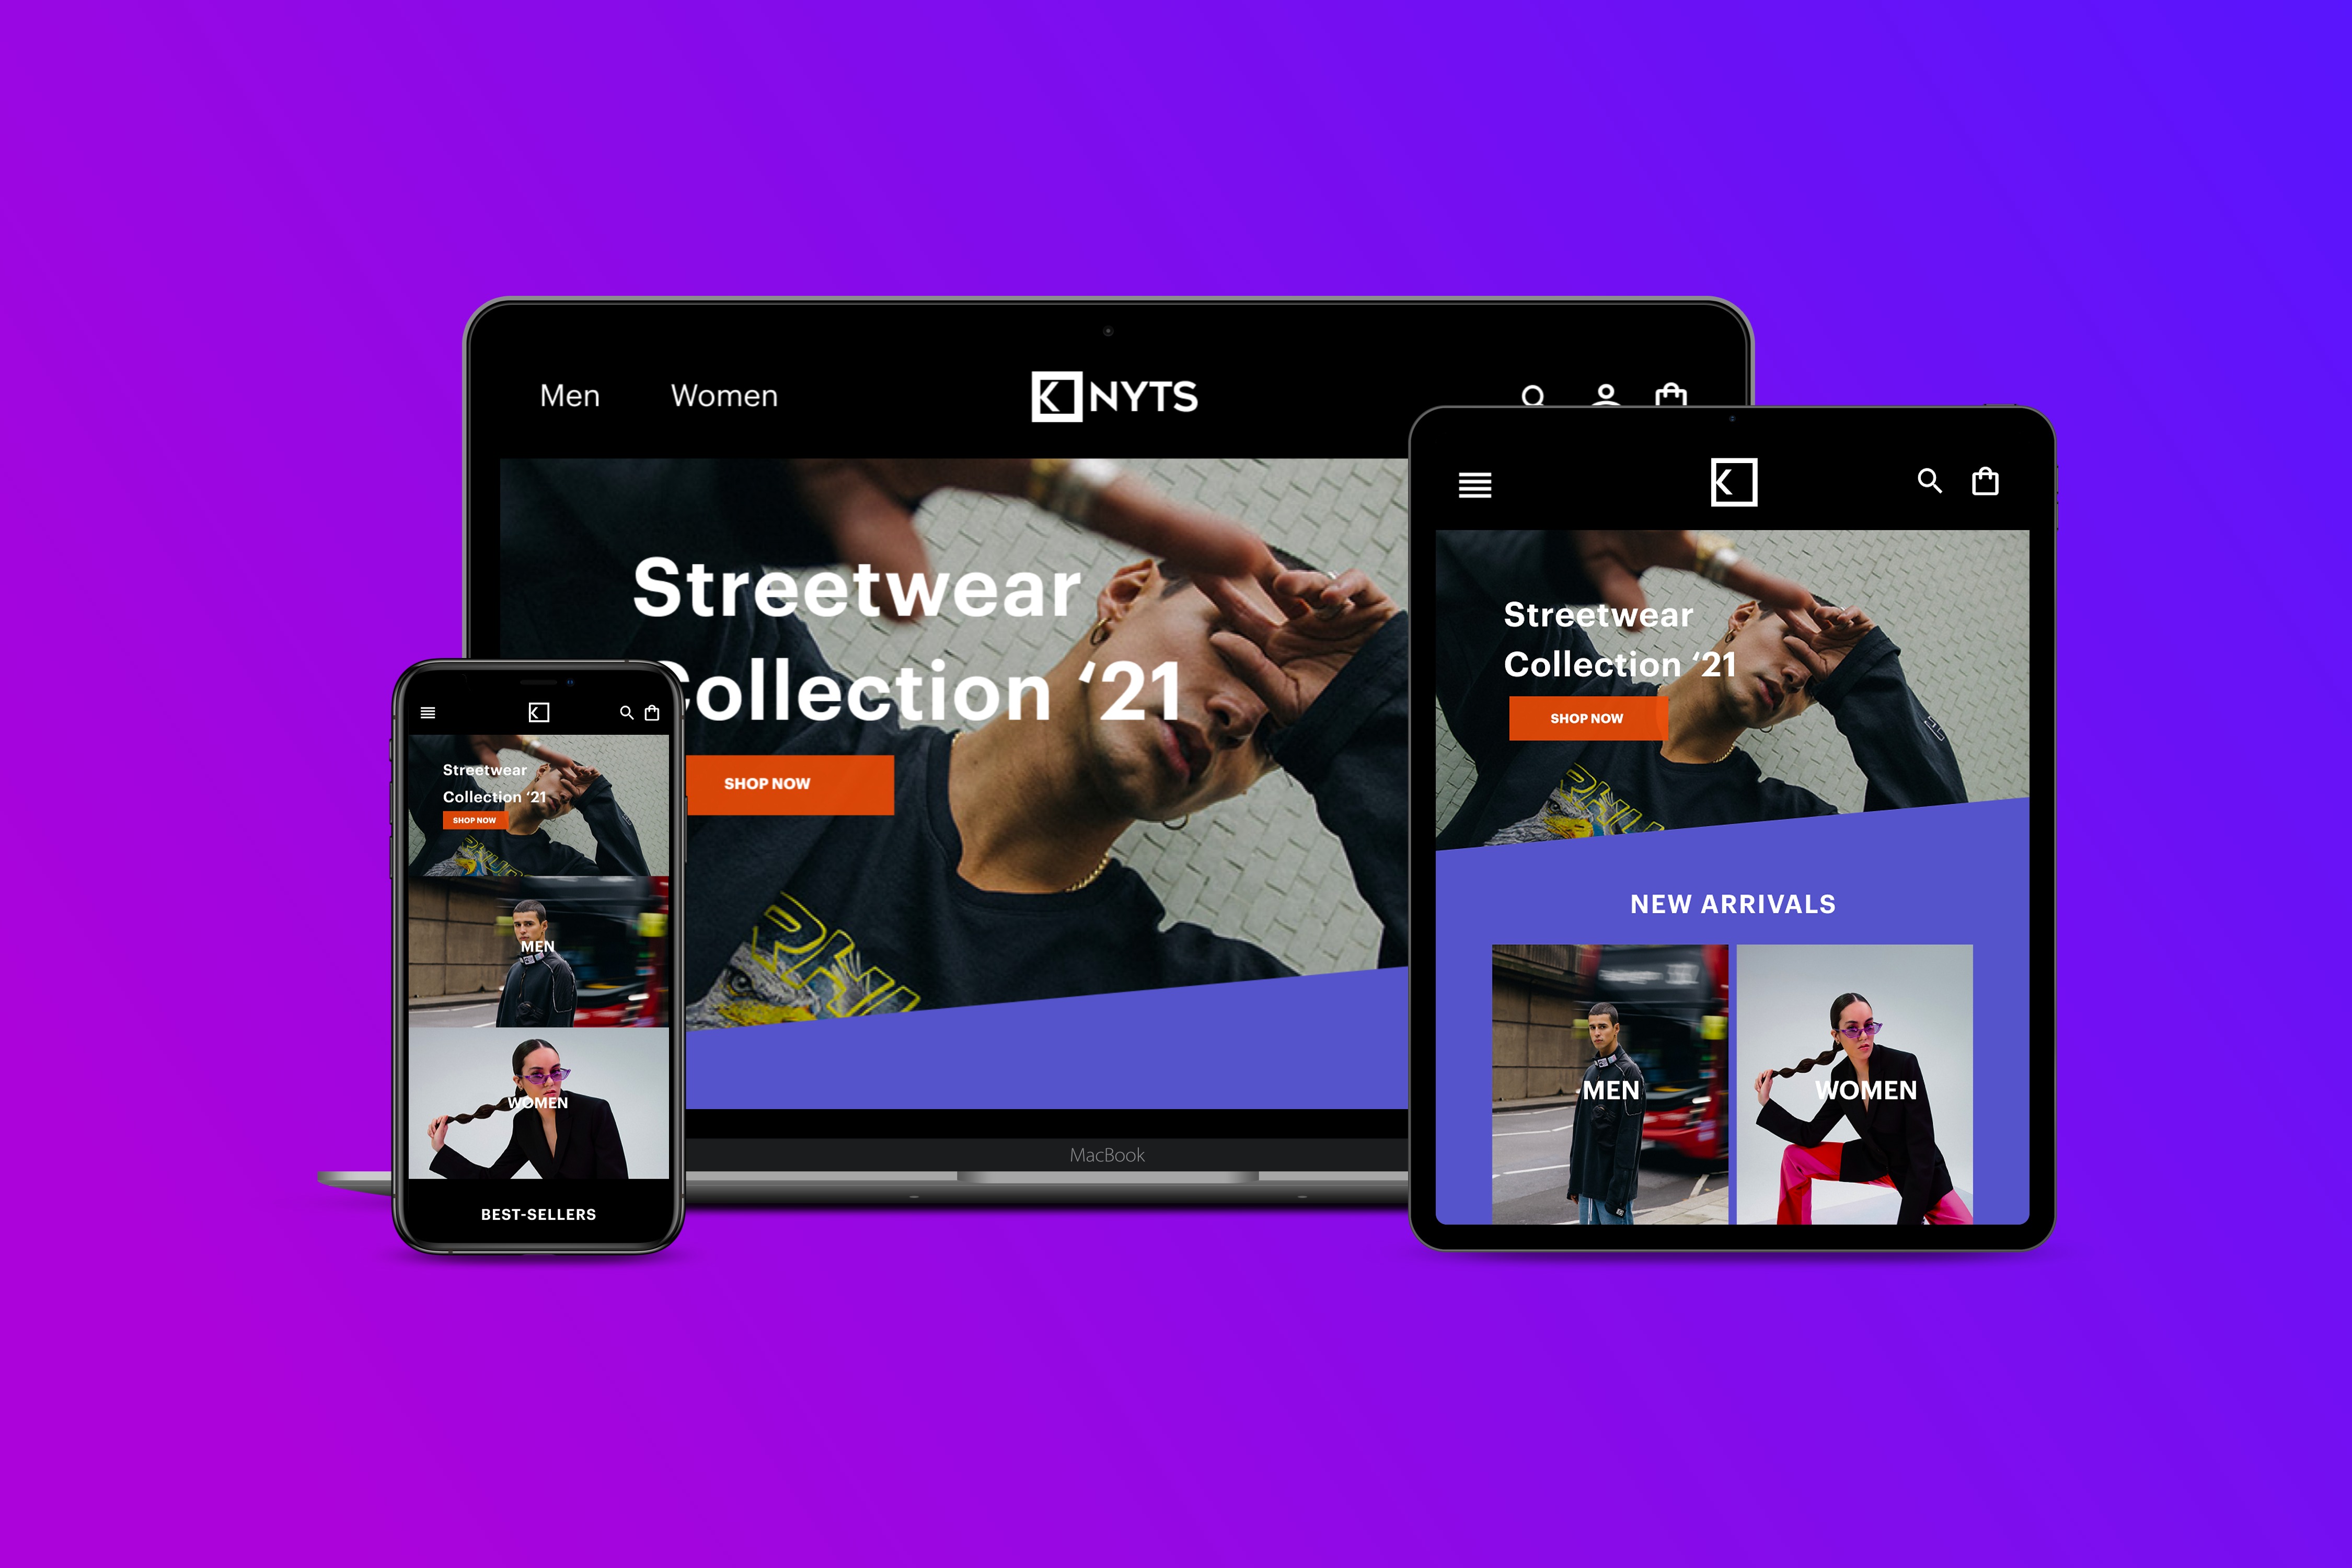 Men Women KNYTS
Streetwear
Collection ‘21
SHOP NOW
MacBook
K
Streetwear
Collection ‘21
SHOP NOW
MEN
WOMEN
BEST-SELLERS
K
Streetwear
Collection ‘21
SHOP NOW
NEW ARRIVALS
MEN WOMEN